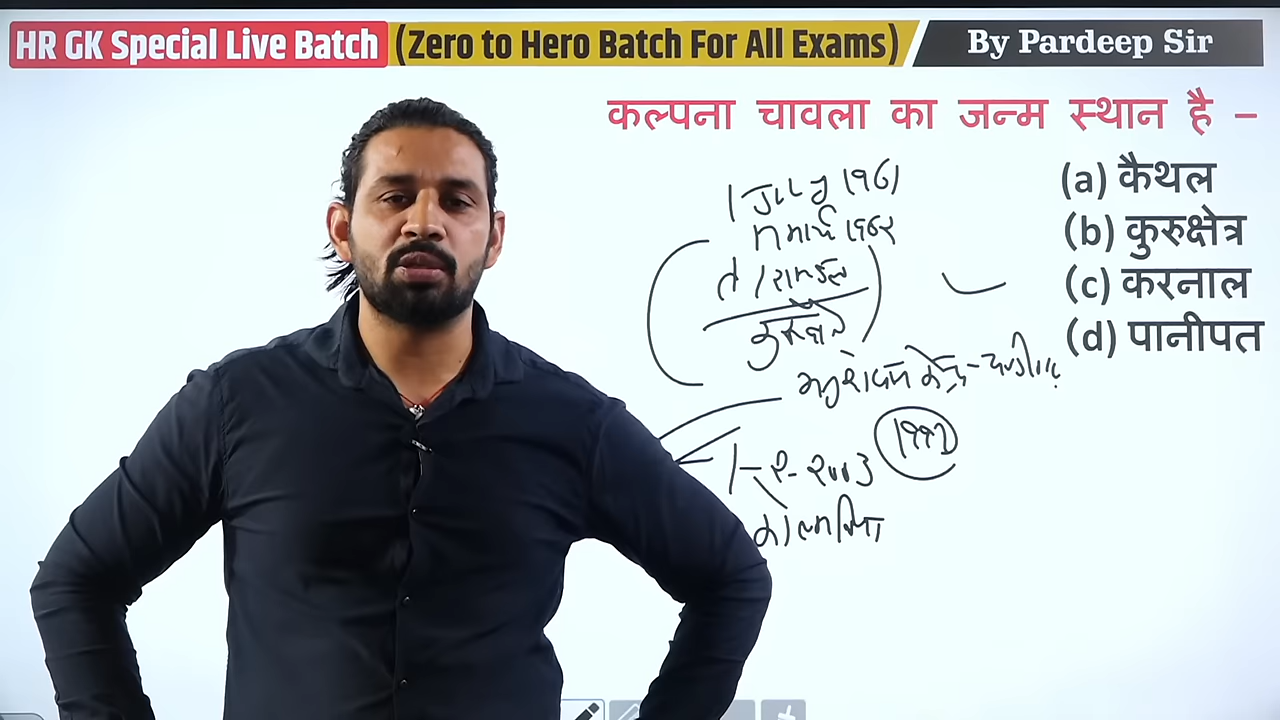 HR GK Special Live Batch (Zero to Hero Batch For All Exams) By Pardeep Sir
कल्पना चावला का जन्म स्थान है –
(a) कैथल
(b) कुरुक्षेत्र
(c) करनाल
(d) पानीपत
1 July 1961
17 मार्च 1962
1-2-2003